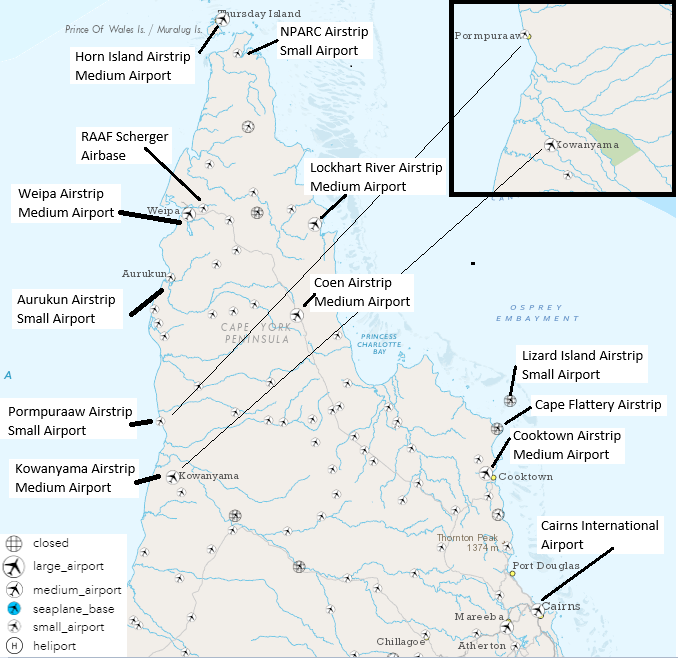 Thursday Island
Prince Of Wales Is. / Muralug Is.
NPARC Airstrip
Small Airport
Horn Island Airstrip
Medium Airport
Pormpuraaw
Kowanyama
RAAF Scherger
Airbase
Lockhart River Airstrip
Medium Airport
Weipa Airstrip
Medium Airport
Weipa
Aurukun
Coen Airstrip
Medium Airport
Aurukun Airstrip
Small Airport
OSPREY
EMBAYMENT
CAPE YORK
PENINSULA
PRINCESS
CHARLOTTE
BAY
Lizard Island Airstrip
Small Airport
A
Cape Flattery Airstrip
Pormpuraaw Airstrip
Small Airport
Cooktown Airstrip
Medium Airport
Kowanyama Airstrip
Medium Airport
Kowanyama
Cooktown
Cairns International
Airport
Thornton Peak
1374 m
closed
large_airport
medium_airport
seaplane_base
small_airport
H heliport
Port Douglas
Cairns
Mareeba
Chillagoe
Atherton